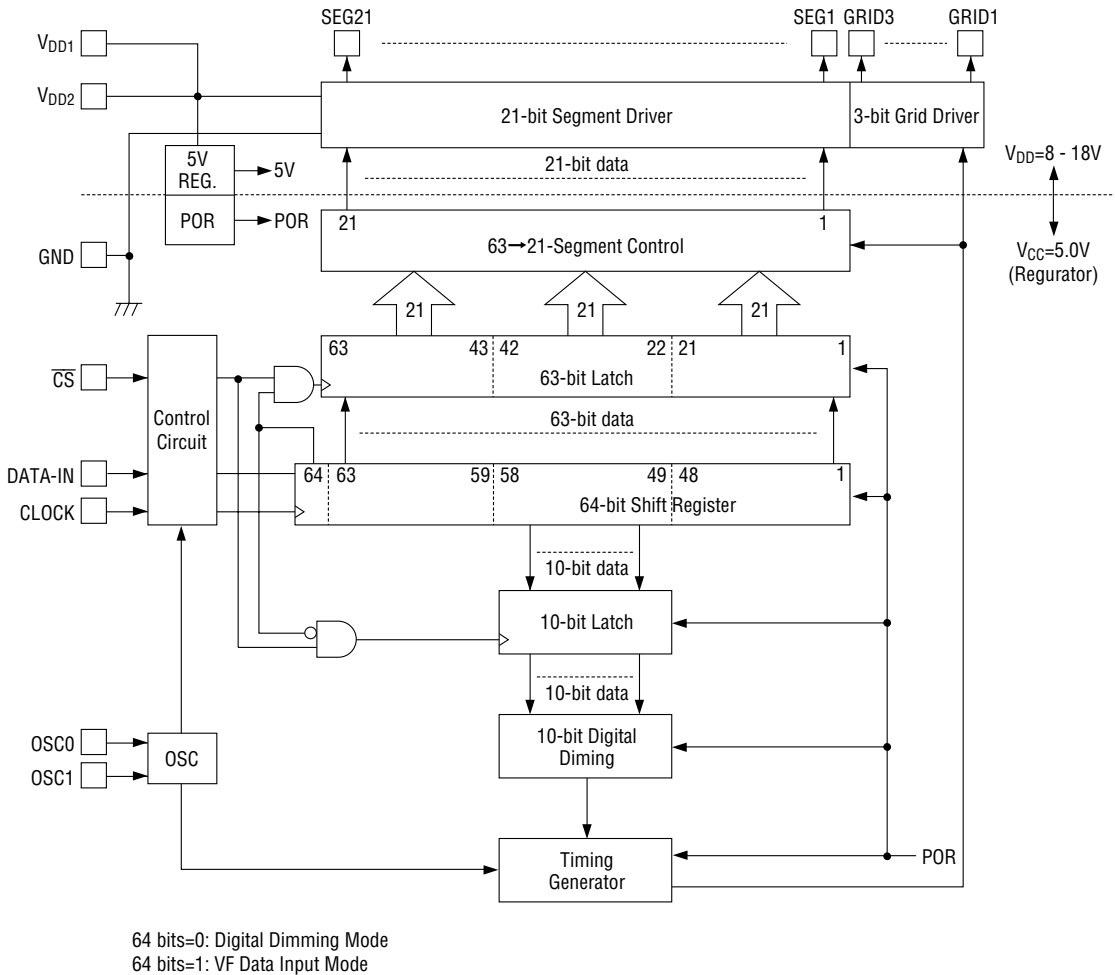 SEG21
SEG1 GRID3
GRID1
VDD1
VDD2
21-bit Segment Driver
3-bit Grid Driver
5V
REG.
5V
21-bit data
VDD=8 - 18V
POR
POR
21
1
63→21-Segment Control
GND
VCC=5.0V
(Regurator)
21
21
21
63
43 42
22 21
1
63-bit Latch
CS
Control
Circuit
63-bit data
DATA-IN
64 63
59 58
49 48
1
64-bit Shift Register
CLOCK
10-bit data
10-bit Latch
10-bit data
OSC0
OSC1
OSC
10-bit Digital
Diming
Timing
Generator
POR
64 bits=0: Digital Dimming Mode
64 bits=1: VF Data Input Mode